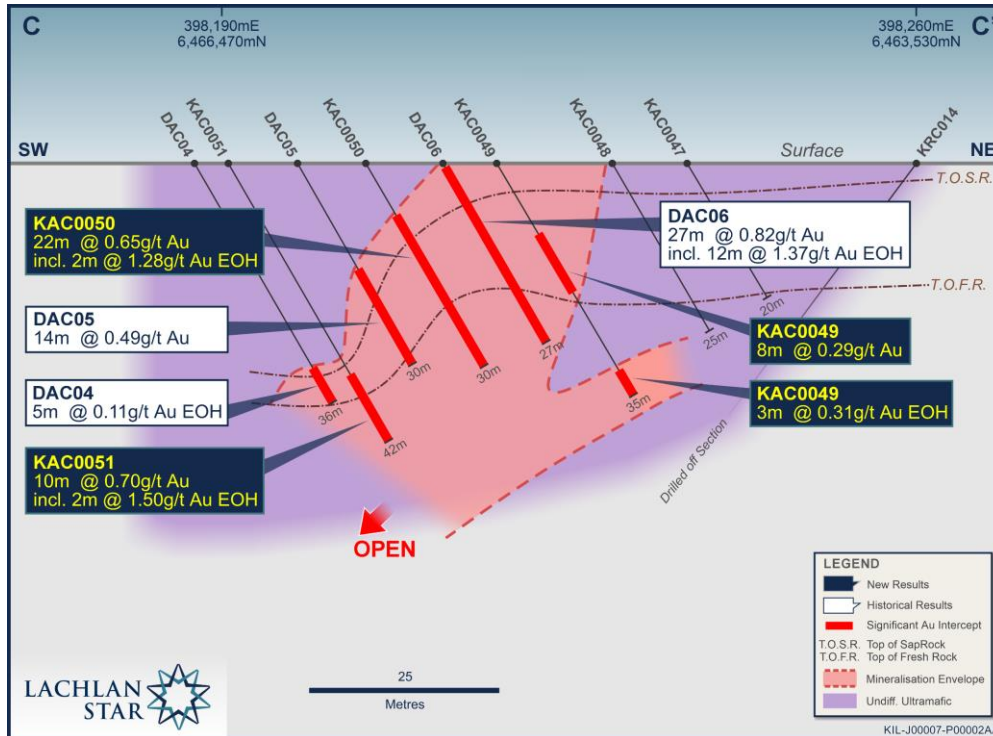 C
398,190mE
6,466,470mN
398,260mE
6,463,530mN
C'
DAC04
KAC0051
DAC05
KAC0050
DAC06
KAC0049
KAC0048
KAC0047
KRC014
SW
Surface
NE
T.O.S.R.
T.O.F.R.
KAC0050
22m @ 0.65g/t Au
incl. 2m @ 1.28g/t Au EOH
DAC06
27m @ 0.82g/t Au
incl. 12m @ 1.37g/t Au EOH
DAC05
14m @ 0.49g/t Au
KAC0049
8m @ 0.29g/t Au
DAC04
5m @ 0.11g/t Au EOH
KAC0049
3m @ 0.31g/t Au EOH
KAC0051
10m @ 0.70g/t Au
incl. 2m @ 1.50g/t Au EOH
36m
42m
30m
30m
27m
35m
25m
20m
Drilled off Section
OPEN
LEGEND
New Results
Historical Results
Significant Au Intercept
T.O.S.R. Top of SapRock
T.O.F.R. Top of Fresh Rock
Mineralisation Envelope
Undiff. Ultramafic
LACHLAN
STAR
25
Metres
KIL-J00007-P00002A